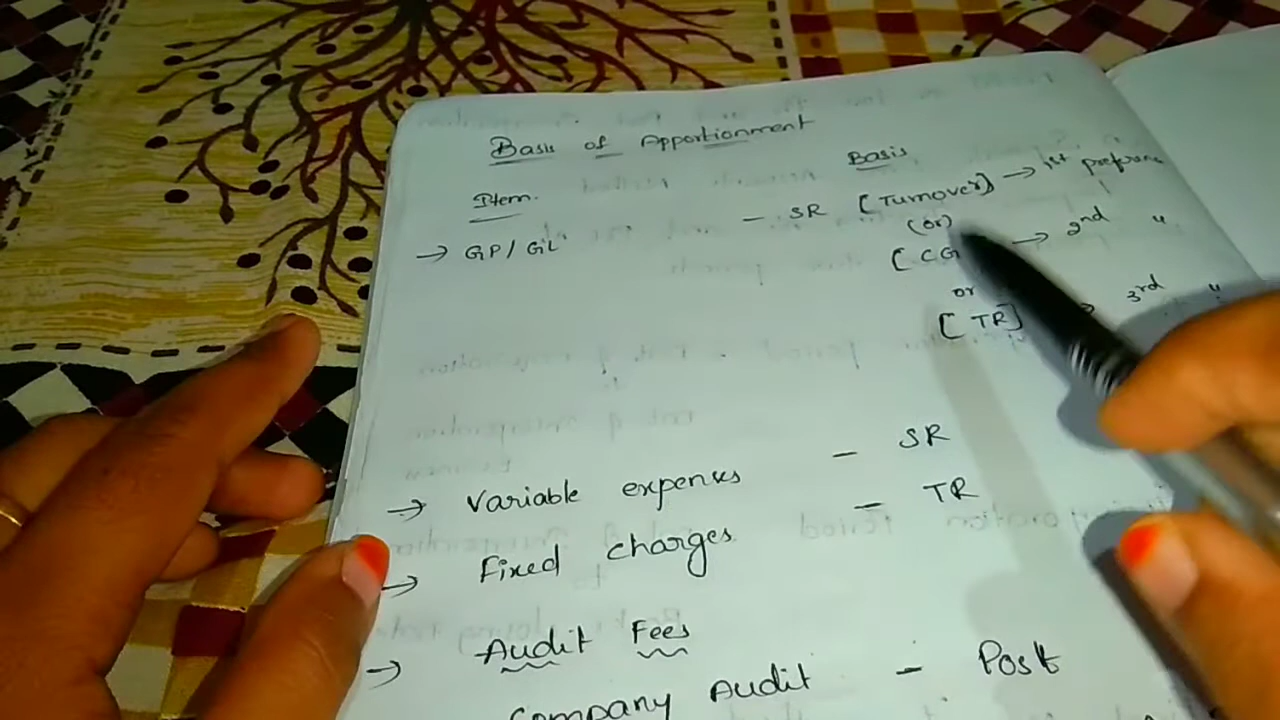 Basis of Apportionment
Item. Basis
→ GP/GL - SR [Turnover] → 1st
(or)
[CG → 2nd "
or
[TR] → 3rd "
→ Variable expenses - SR
→ Fixed charges - TR
→ Audit Fees
Company Audit - Post